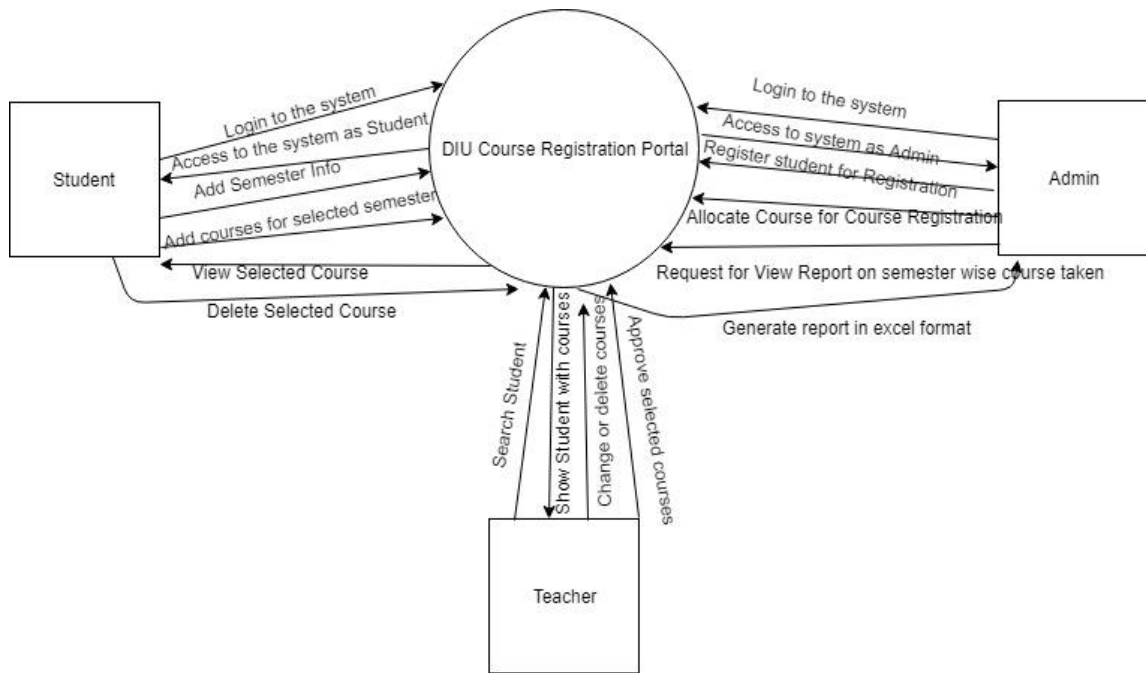 Login to the system
Access to the system as Student
Add Semester Info
Add courses for selected semester
View Selected Course
Delete Selected Course
Student
DIU Course Registration Portal
Login to the system
Access to system as Admin
Register student for Registration
Allocate Course for Course Registration
Request for View Report on semester wise course taken
Generate report in excel format
Admin
Search Student
Show Student with courses
Change or delete courses
Approve selected courses
Teacher